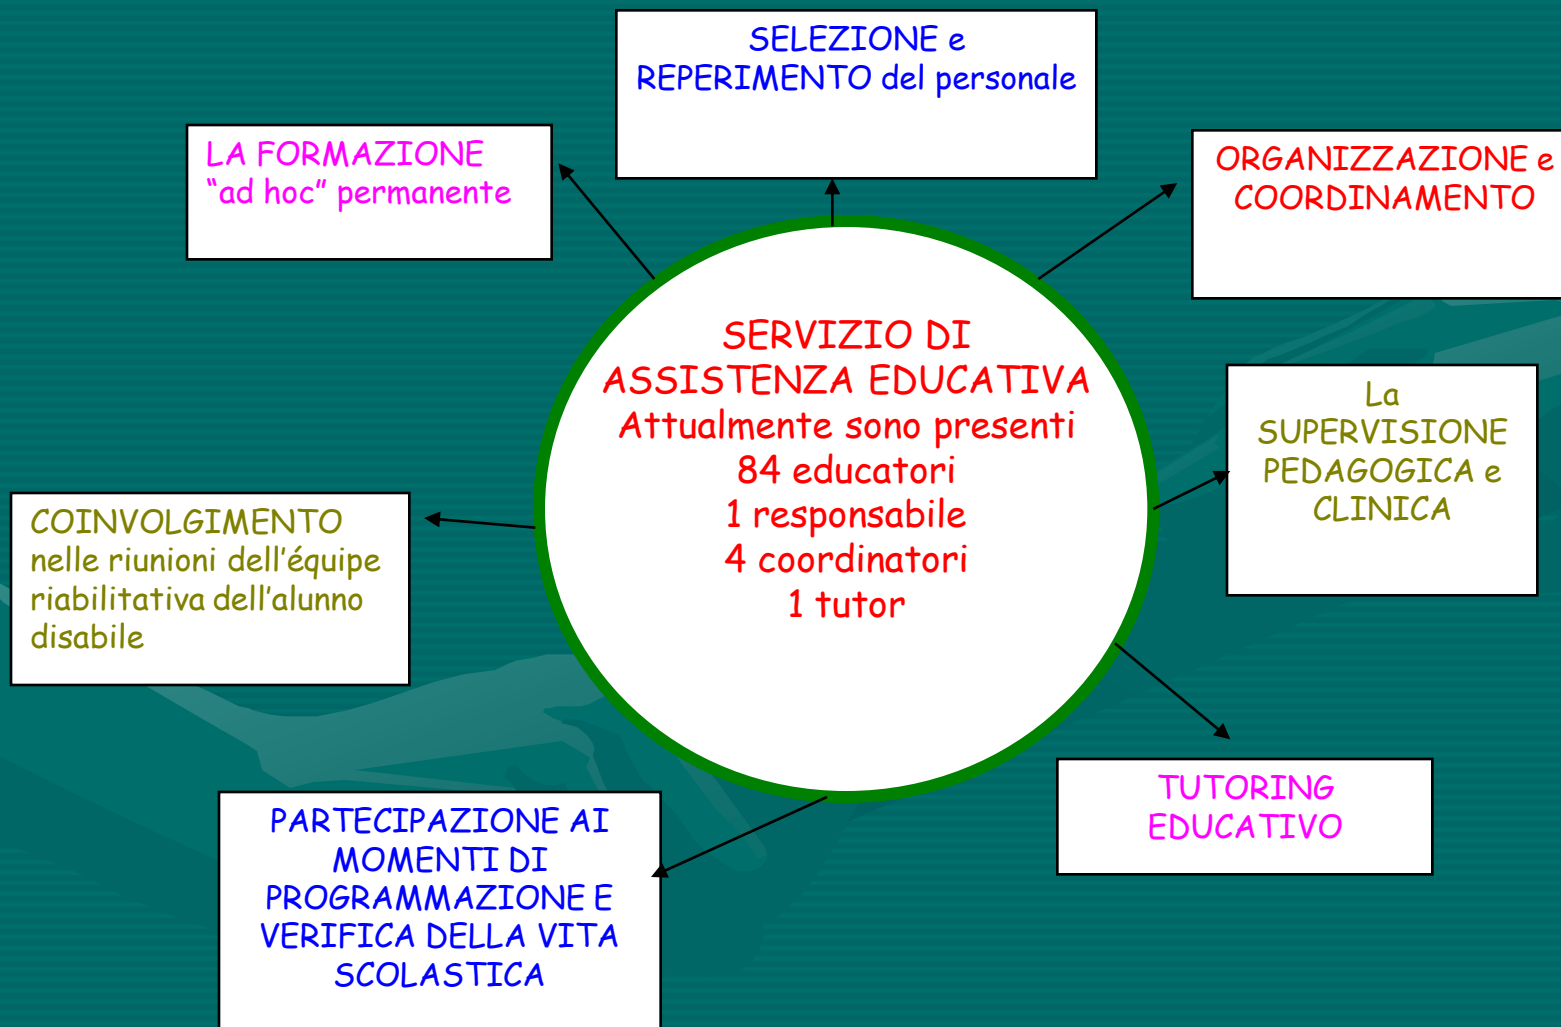 SELEZIONE e
REPERIMENTO del personale
LA FORMAZIONE
“ad hoc” permanente
ORGANIZZAZIONE e
COORDINAMENTO
SERVIZIO DI
ASSISTENZA EDUCATIVA
Attualmente sono presenti
84 educatori
1 responsabile
4 coordinatori
1 tutor
La
SUPERVISIONE
PEDAGOGICA e
CLINICA
COINVOLGIMENTO
nelle riunioni dell’équipe
riabilitativa dell’alunno
disabile
TUTORING
EDUCATIVO
PARTECIPAZIONE AI
MOMENTI DI
PROGRAMMAZIONE E
VERIFICA DELLA VITA
SCOLASTICA